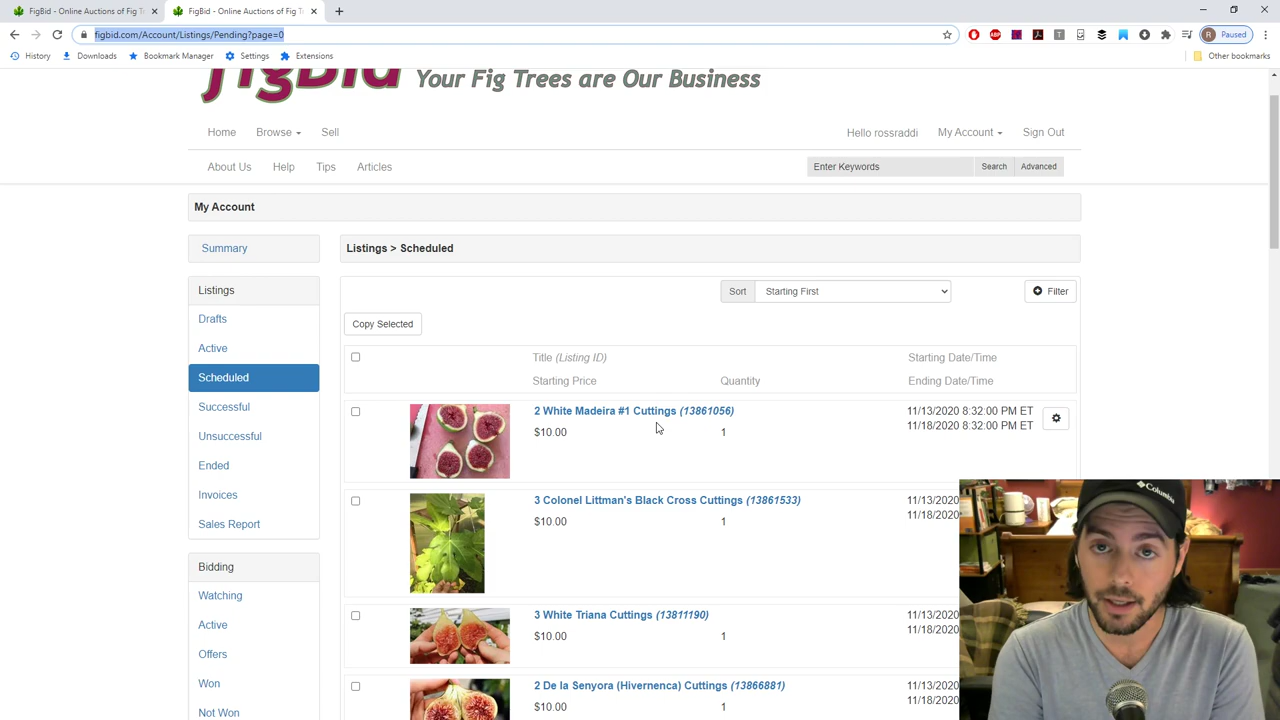 FigBid - Online Auctions of Fig Tr
FigBid - Online Auctions of Fig Tr
figbid.com/Account/Listings/Pending?page=0
R Paused
History Downloads Bookmark Manager Settings Extensions Other bookmarks
figBid Your Fig Trees are Our Business
Home Browse Sell Hello rossraddi My Account Sign Out
About Us Help Tips Articles Enter Keywords Search Advanced
My Account
Summary
Listings > Scheduled
Listings
Drafts
Active
Scheduled
Successful
Unsuccessful
Ended
Invoices
Sales Report
Bidding
Watching
Active
Offers
Won
Not Won
Sort Starting First Filter
Copy Selected
Title (Listing ID) Starting Date/Time
Starting Price Quantity Ending Date/Time
2 White Madeira #1 Cuttings (13861056) 11/13/2020 8:32:00 PM ET
$10.00 1 11/18/2020 8:32:00 PM ET
3 Colonel Littman's Black Cross Cuttings (13861533) 11/13/2020
$10.00 1 11/18/2020
3 White Triana Cuttings (13811190) 11/13/2020
$10.00 1 11/18/2020
2 De la Senyora (Hivernenca) Cuttings (13866881) 11/13/2020
$10.00 1 11/18/2020
Columbia